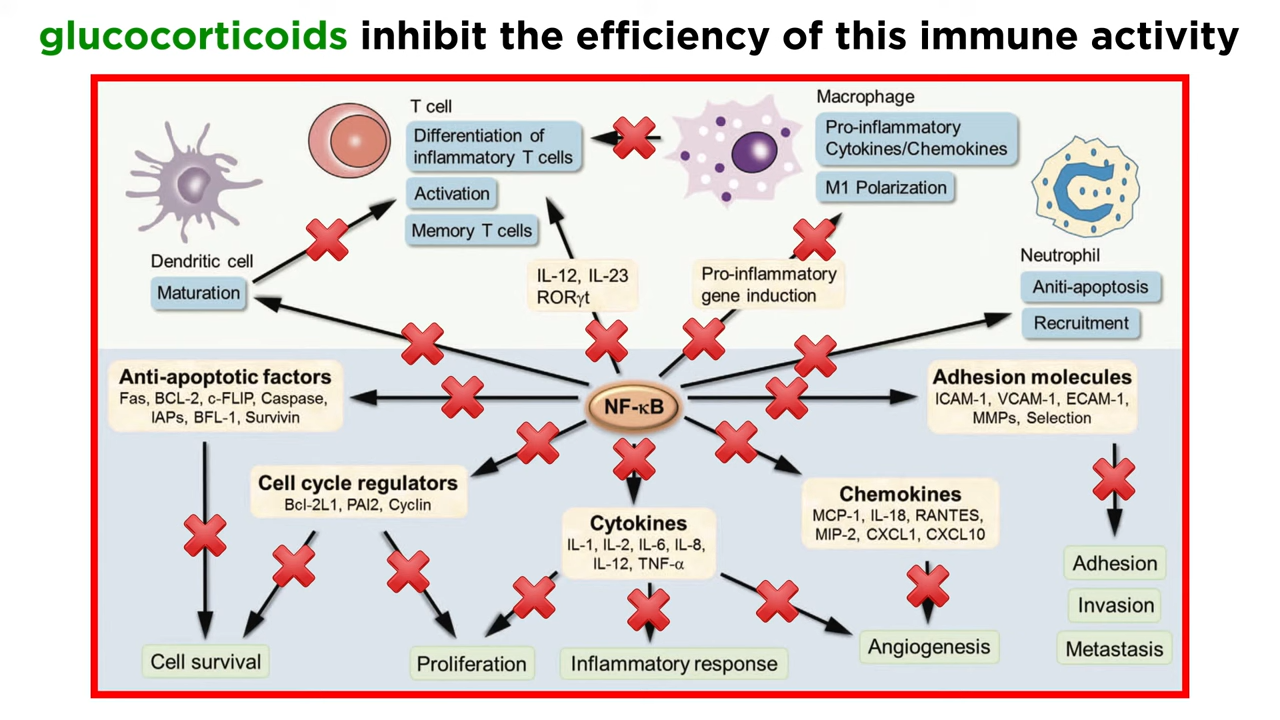 glucocorticoids inhibit the efficiency of this immune activity
T cell
Differentiation of
inflammatory T cells
Activation
Memory T cells
Macrophage
Pro-inflammatory
Cytokines/Chemokines
M1 Polarization
Dendritic cell
Maturation
IL-12, IL-23
RORγt
Pro-inflammatory
gene induction
Neutrophil
Aniti-apoptosis
Recruitment
NF-κB
Anti-apoptotic factors
Fas, BCL-2, c-FLIP, Caspase,
IAPs, BFL-1, Survivin
Adhesion molecules
ICAM-1, VCAM-1, ECAM-1,
MMPs, Selection
Cell cycle regulators
Bcl-2L1, PAI2, Cyclin
Cytokines
IL-1, IL-2, IL-6, IL-8,
IL-12, TNF-α
Chemokines
MCP-1, IL-18, RANTES,
MIP-2, CXCL1, CXCL10
Adhesion
Invasion
Metastasis
Cell survival
Proliferation
Inflammatory response
Angiogenesis